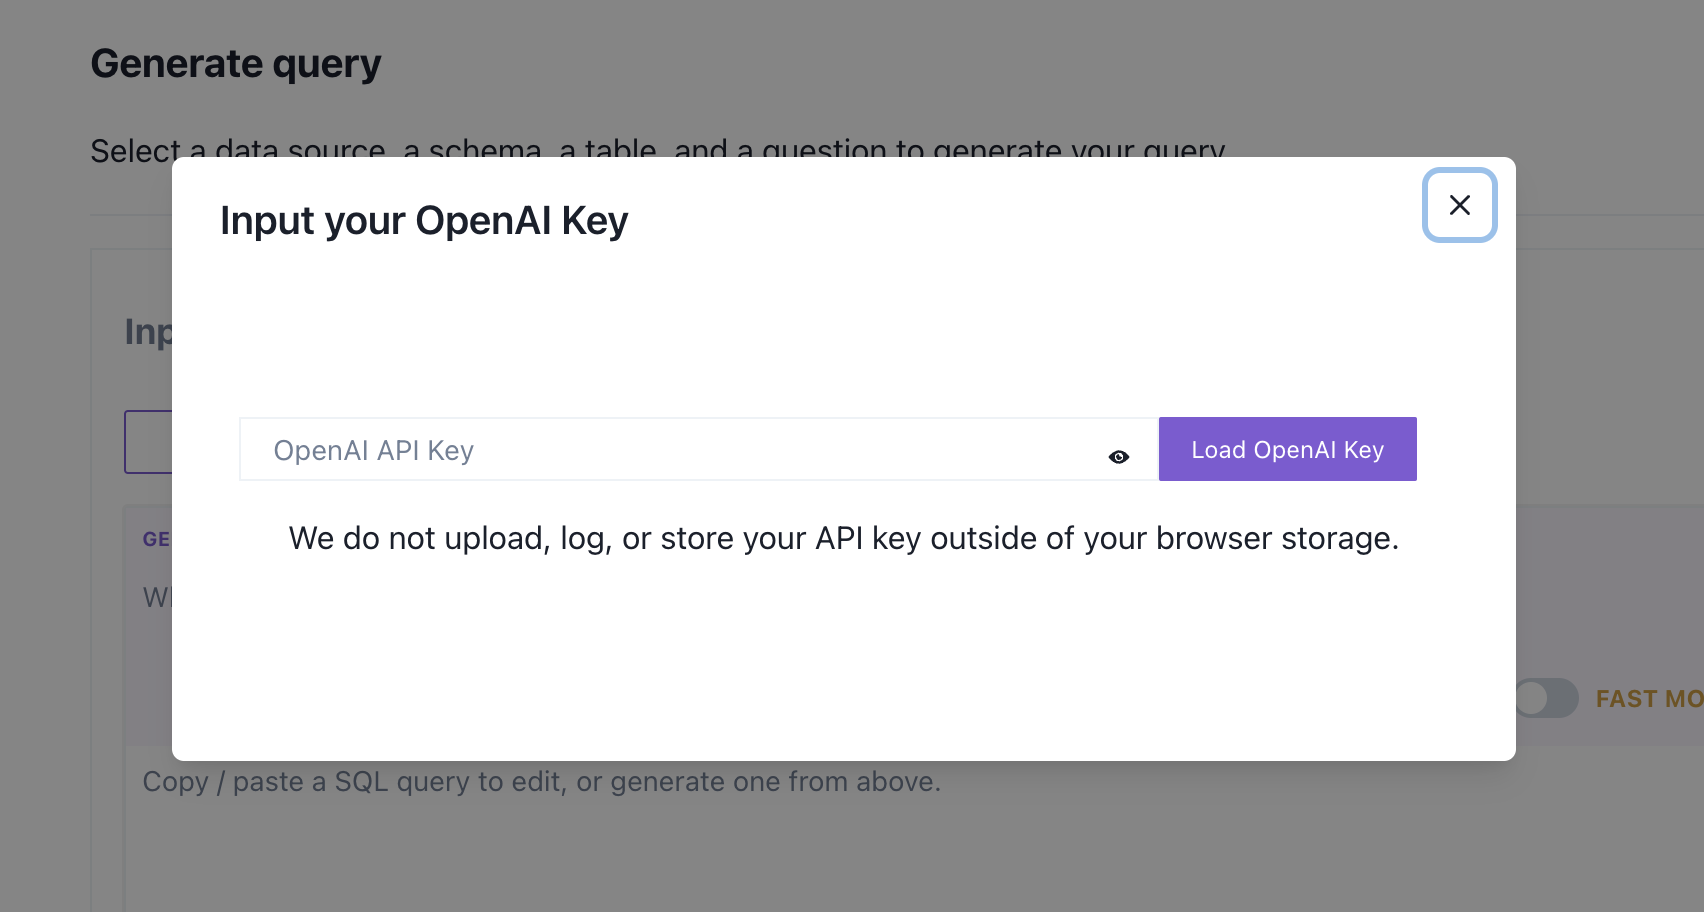 Generate query
Select a data source, a schema, a table, and a question to generate your query
Input your OpenAI Key
OpenAI API Key
Load OpenAI Key
We do not upload, log, or store your API key outside of your browser storage.
Inp
GE
FAST MO
Copy / paste a SQL query to edit, or generate one from above.